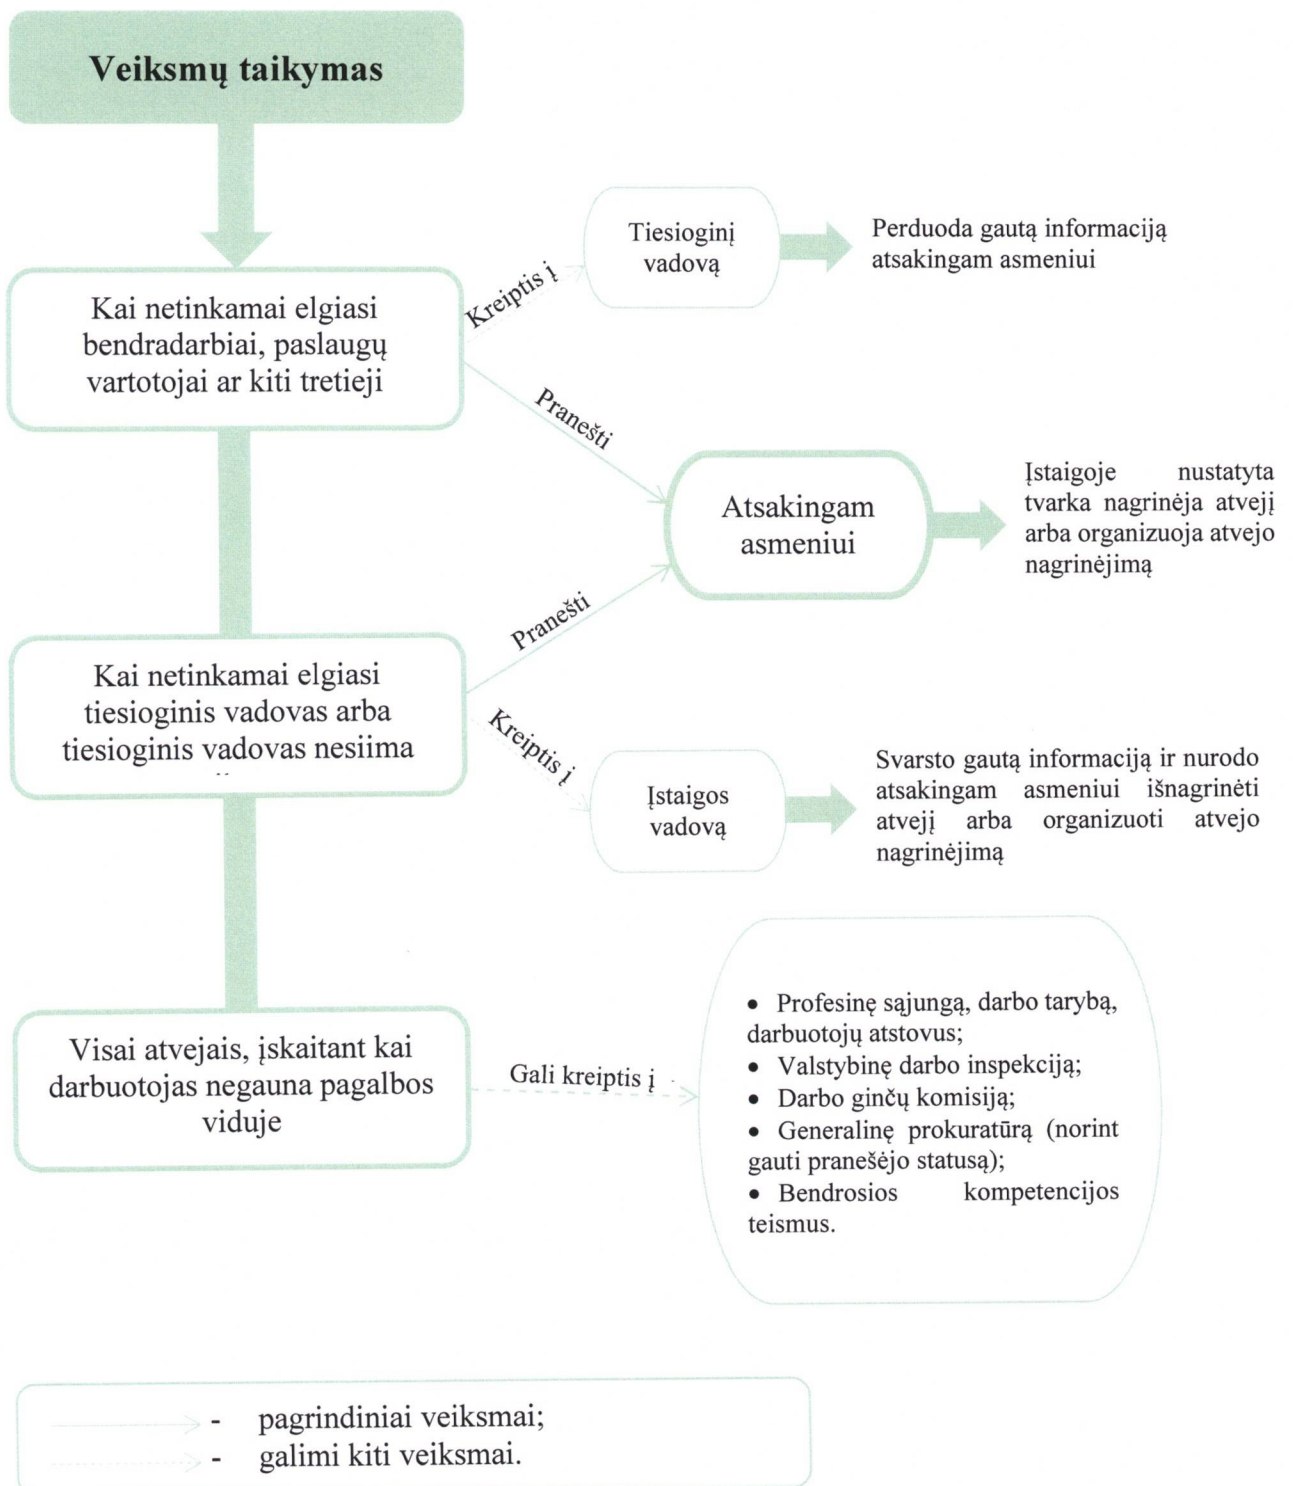 Veiksmų taikymas
Tiesioginį
vadovą
Perduoda gautą informaciją
atsakingam asmeniui
Kreiptis į
Kai netinkamai elgiasi
bendradarbiai, paslaugų
vartotojai ar kiti tretieji
Pranešti
Atsakingam
asmeniui
Įstaigoje nustatyta
tvarka nagrinėja atvejį
arba organizuoja atvejo
nagrinėjimą
Pranešti
Kai netinkamai elgiasi
tiesioginis vadovas arba
tiesioginis vadovas nesiima
Kreiptis į
Įstaigos
vadovą
Svarsto gautą informaciją ir nurodo
atsakingam asmeniui išnagrinėti
atvejį arba organizuoti atvejo
nagrinėjimą
Visai atvejais, įskaitant kai
darbuotojas negauna pagalbos
viduje
Gali kreiptis į
• Profesinę sąjungą, darbo tarybą,
darbuotojų atstovus;
• Valstybinę darbo inspekciją;
• Darbo ginčų komisiją;
• Generalinę prokuratūrą (norint
gauti pranešėjo statusą);
• Bendrosios kompetencijos
teismus.
- pagrindiniai veiksmai;
- galimi kiti veiksmai.